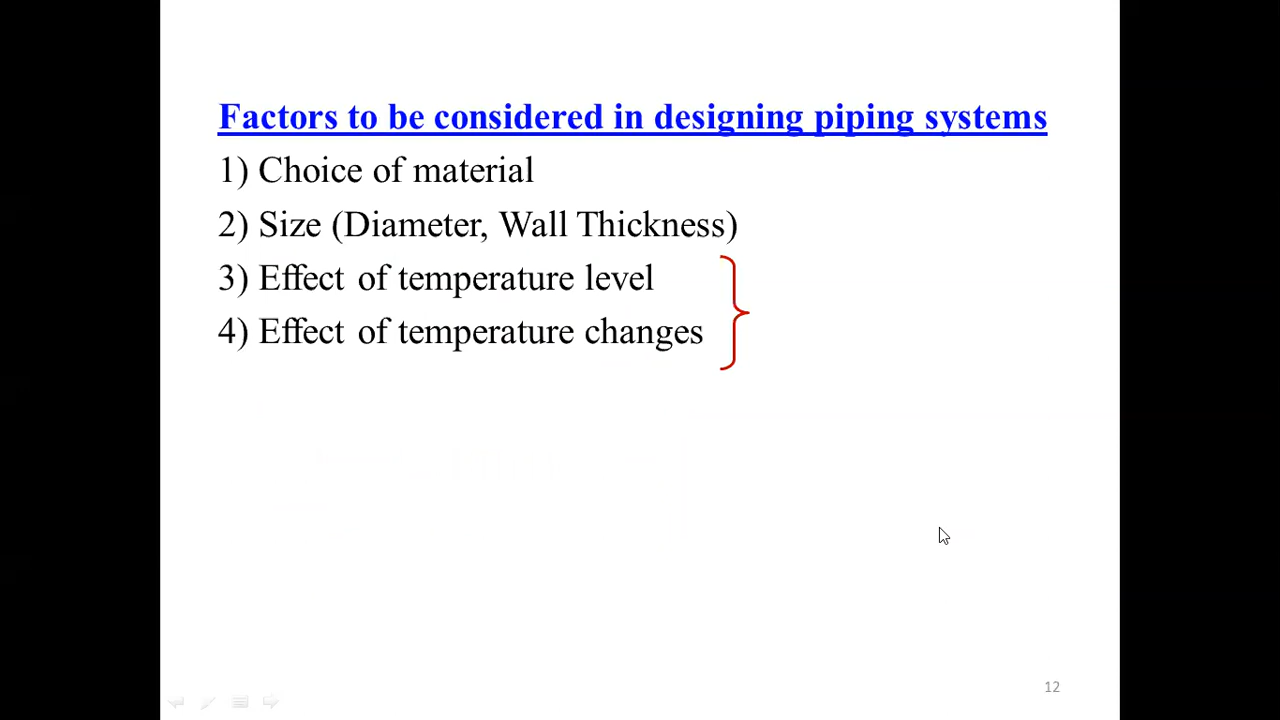 Factors to be considered in designing piping systems
1) Choice of material
2) Size (Diameter, Wall Thickness)
3) Effect of temperature level
4) Effect of temperature changes
12